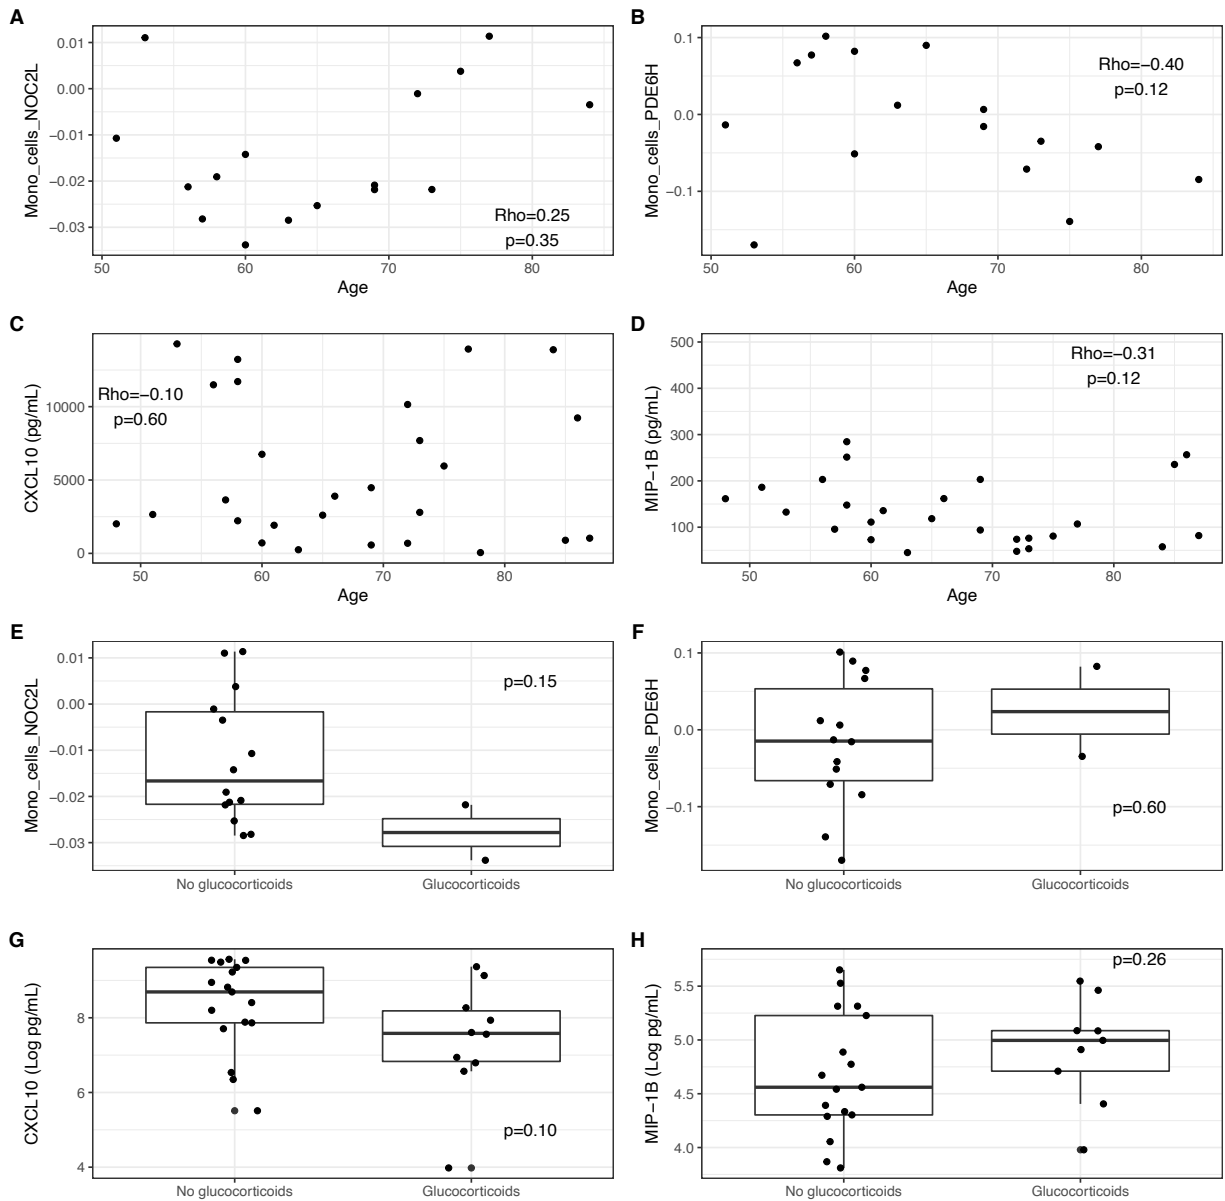 A
Mono_cells_NOC2L
0.01
0.00
−0.01
−0.02
−0.03
Rho=0.25
p=0.35
50 60 70 80
Age
B
Mono_cells_PDE6H
0.1
0.0
−0.1
Rho=−0.40
p=0.12
50 60 70 80
Age
C
CXCL10 (pg/mL)
10000
5000
0
Rho=−0.10
p=0.60
50 60 70 80
Age
D
MIP−1B (pg/mL)
500
400
300
200
100
Rho=−0.31
p=0.12
50 60 70 80
Age
E
Mono_cells_NOC2L
0.01
0.00
−0.01
−0.02
−0.03
p=0.15
No glucocorticoids Glucocorticoids
F
Mono_cells_PDE6H
0.1
0.0
−0.1
p=0.60
No glucocorticoids Glucocorticoids
G
CXCL10 (Log pg/mL)
8
6
4
p=0.10
No glucocorticoids Glucocorticoids
H
MIP−1B (Log pg/mL)
5.5
5.0
4.5
4.0
p=0.26
No glucocorticoids Glucocorticoids